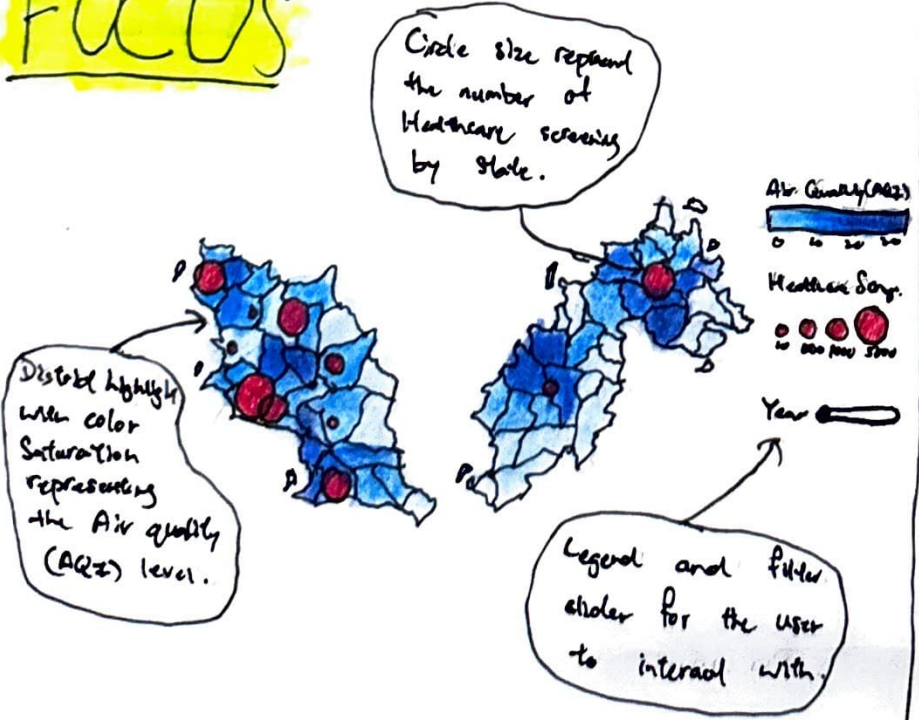 FOCUS
Circle size represent
the number of
Healthcare screening
by state.
Air Quality (AQI)
0 10 20 30
Healthcare
10 1000 5000
Year
District highlight
with color
Saturation
representing
the Air quality
(AQI) level.
Legend and filter
slider for the user
to interact with.